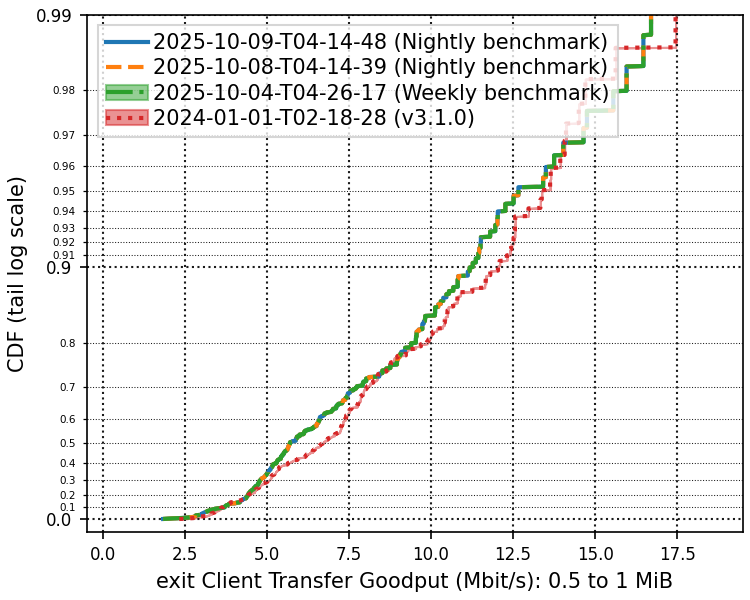 0.99
2025-10-09-T04-14-48 (Nightly benchmark)
2025-10-08-T04-14-39 (Nightly benchmark)
2025-10-04-T04-26-17 (Weekly benchmark)
2024-01-01-T02-18-28 (v3.1.0)
0.98
0.97
0.96
0.95
0.94
0.93
0.92
0.91
0.9
0.8
0.7
0.6
0.5
0.4
0.3
0.2
0.1
0.0
CDF (tail log scale)
0.0 2.5 5.0 7.5 10.0 12.5 15.0 17.5
exit Client Transfer Goodput (Mbit/s): 0.5 to 1 MiB